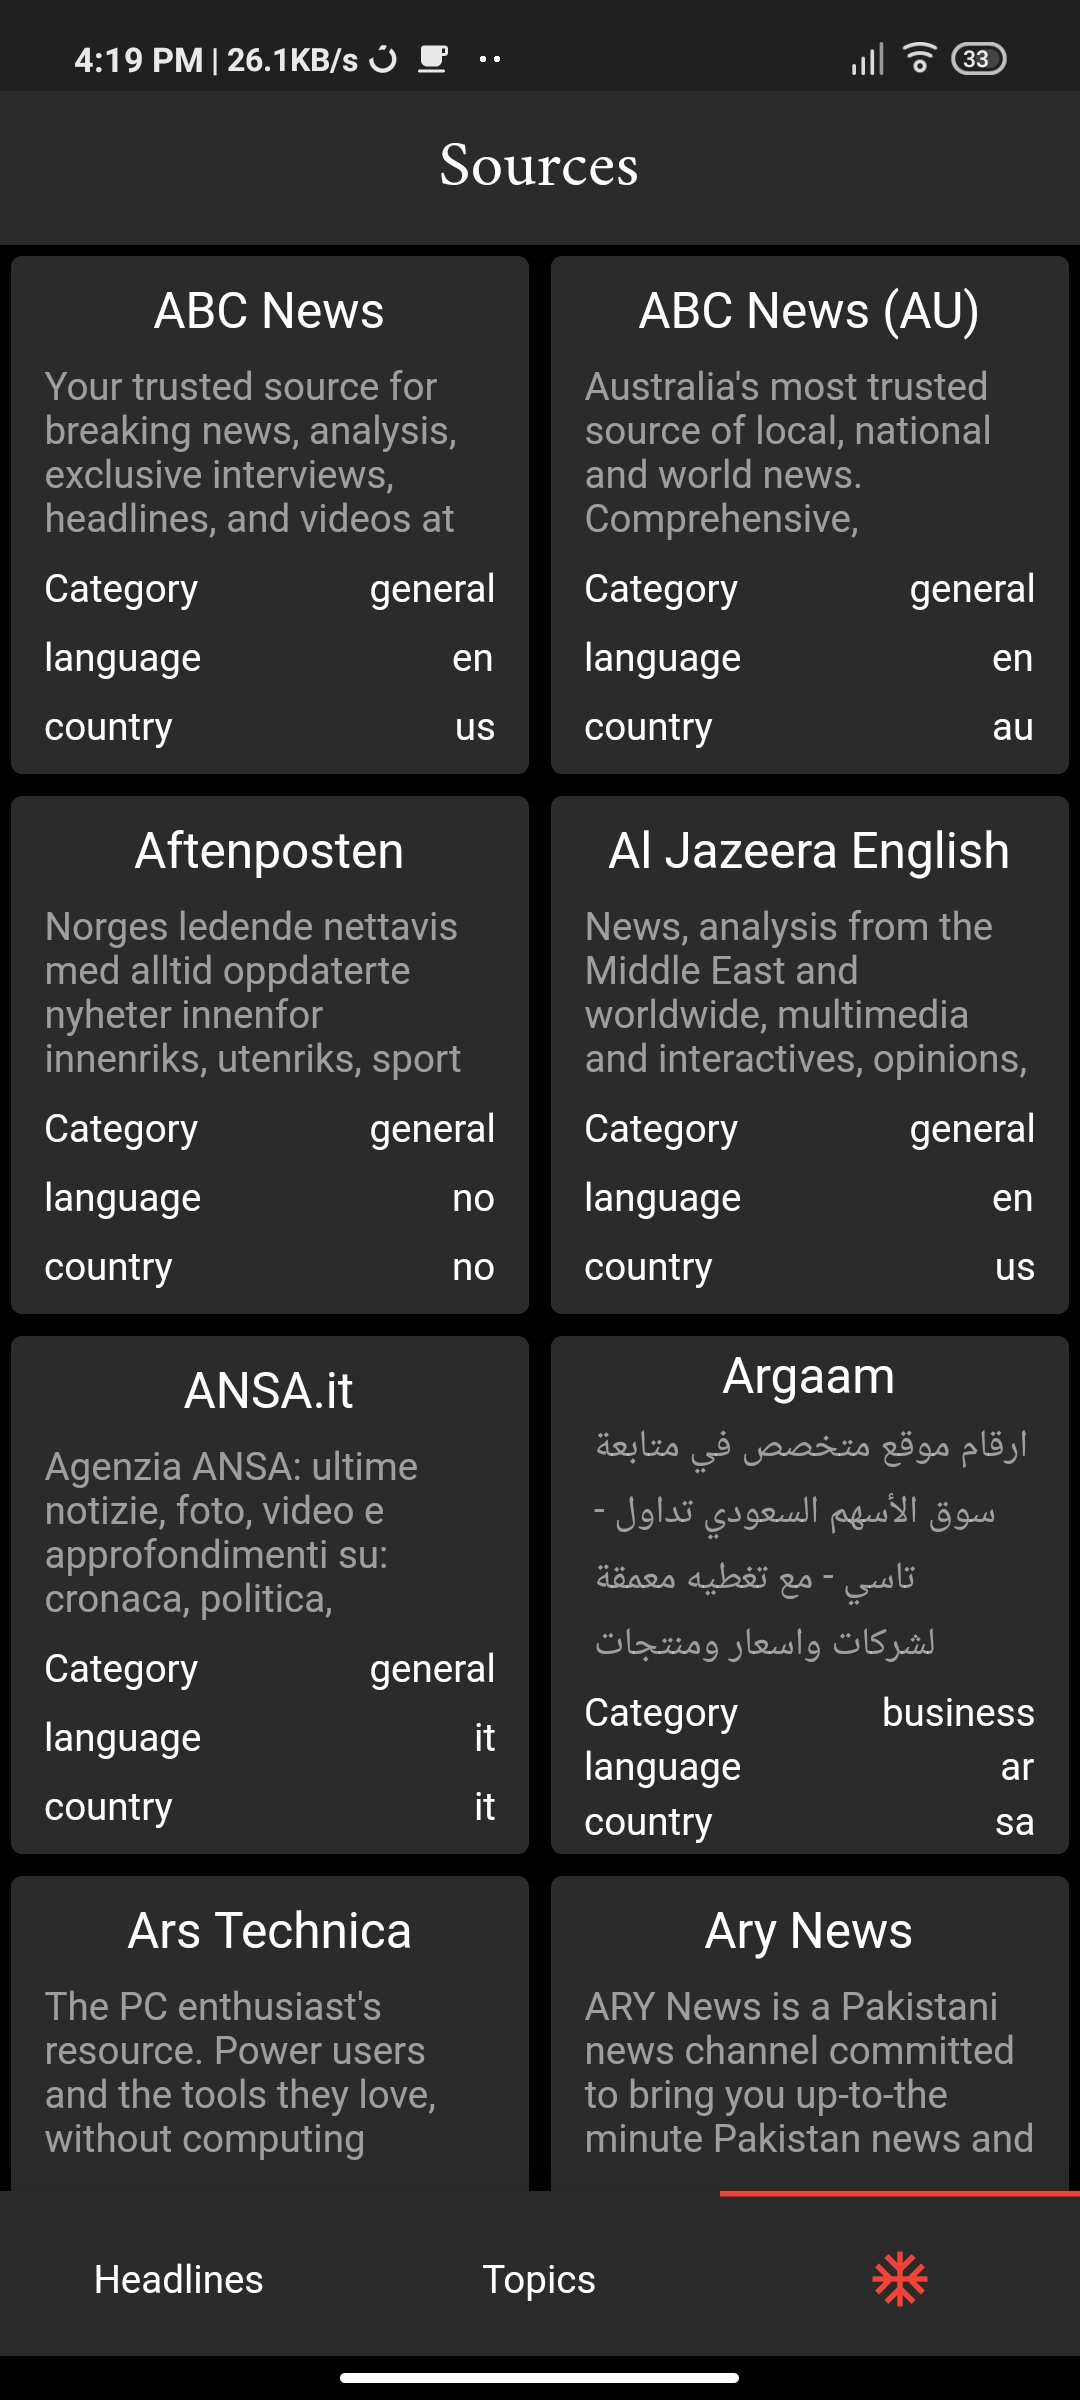 4:19 PM | 26.1KB/s
33
Sources
ABC News
Your trusted source for
breaking news, analysis,
exclusive interviews,
headlines, and videos at
Category general
language en
country us
ABC News (AU)
Australia's most trusted
source of local, national
and world news.
Comprehensive,
Category general
language en
country au
Aftenposten
Norges ledende nettavis
med alltid oppdaterte
nyheter innenfor
innenriks, utenriks, sport
Category general
language no
country no
Al Jazeera English
News, analysis from the
Middle East and
worldwide, multimedia
and interactives, opinions,
Category general
language en
country us
ANSA.it
Agenzia ANSA: ultime
notizie, foto, video e
approfondimenti su:
cronaca, politica,
Category general
language it
country it
Argaam
ارقام موقع متخصص في متابعة
سوق الأسهم السعودي تداول -
تاسي - مع تغطيه معمقة
لشركات واسعار ومنتجات
Category business
language ar
country sa
Ars Technica
The PC enthusiast's
resource. Power users
and the tools they love,
without computing
Ary News
ARY News is a Pakistani
news channel committed
to bring you up-to-the
minute Pakistan news and
Headlines
Topics